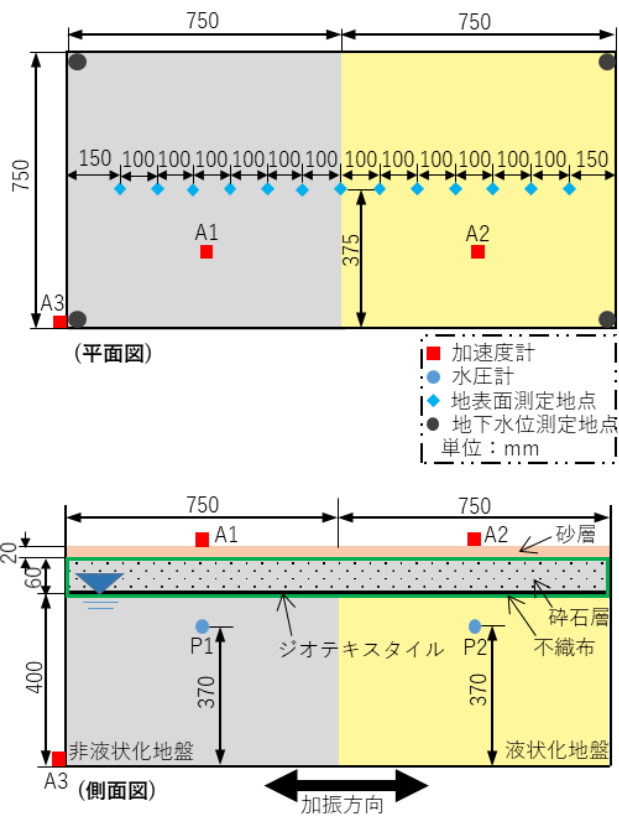 750 750
150 100 100 100 100 100 100 100 100 100 100 100 100 150
750
375
A1 A2
A3
(平面図)
加速度計
水圧計
地表面測定地点
地下水位測定地点
単位：mm
750 750
A1 A2 砂層
20
60
砕石層
P1 ジオテキスタイル P2 不織布
400
370 370
非液状化地盤 液状化地盤
A3 (側面図)
加振方向